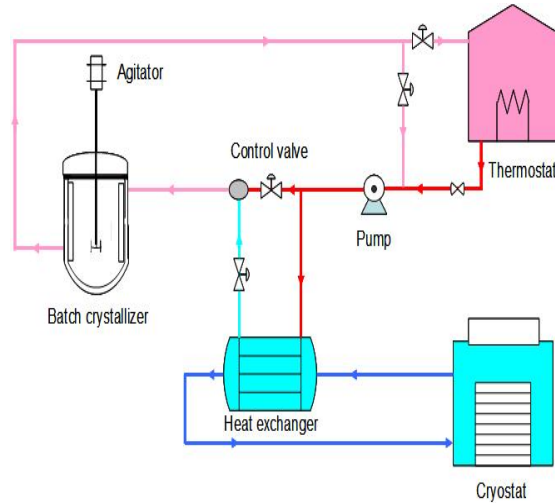 Agitator
Thermostat
Control valve
Pump
Batch crystallizer
Heat exchanger
Cryostat